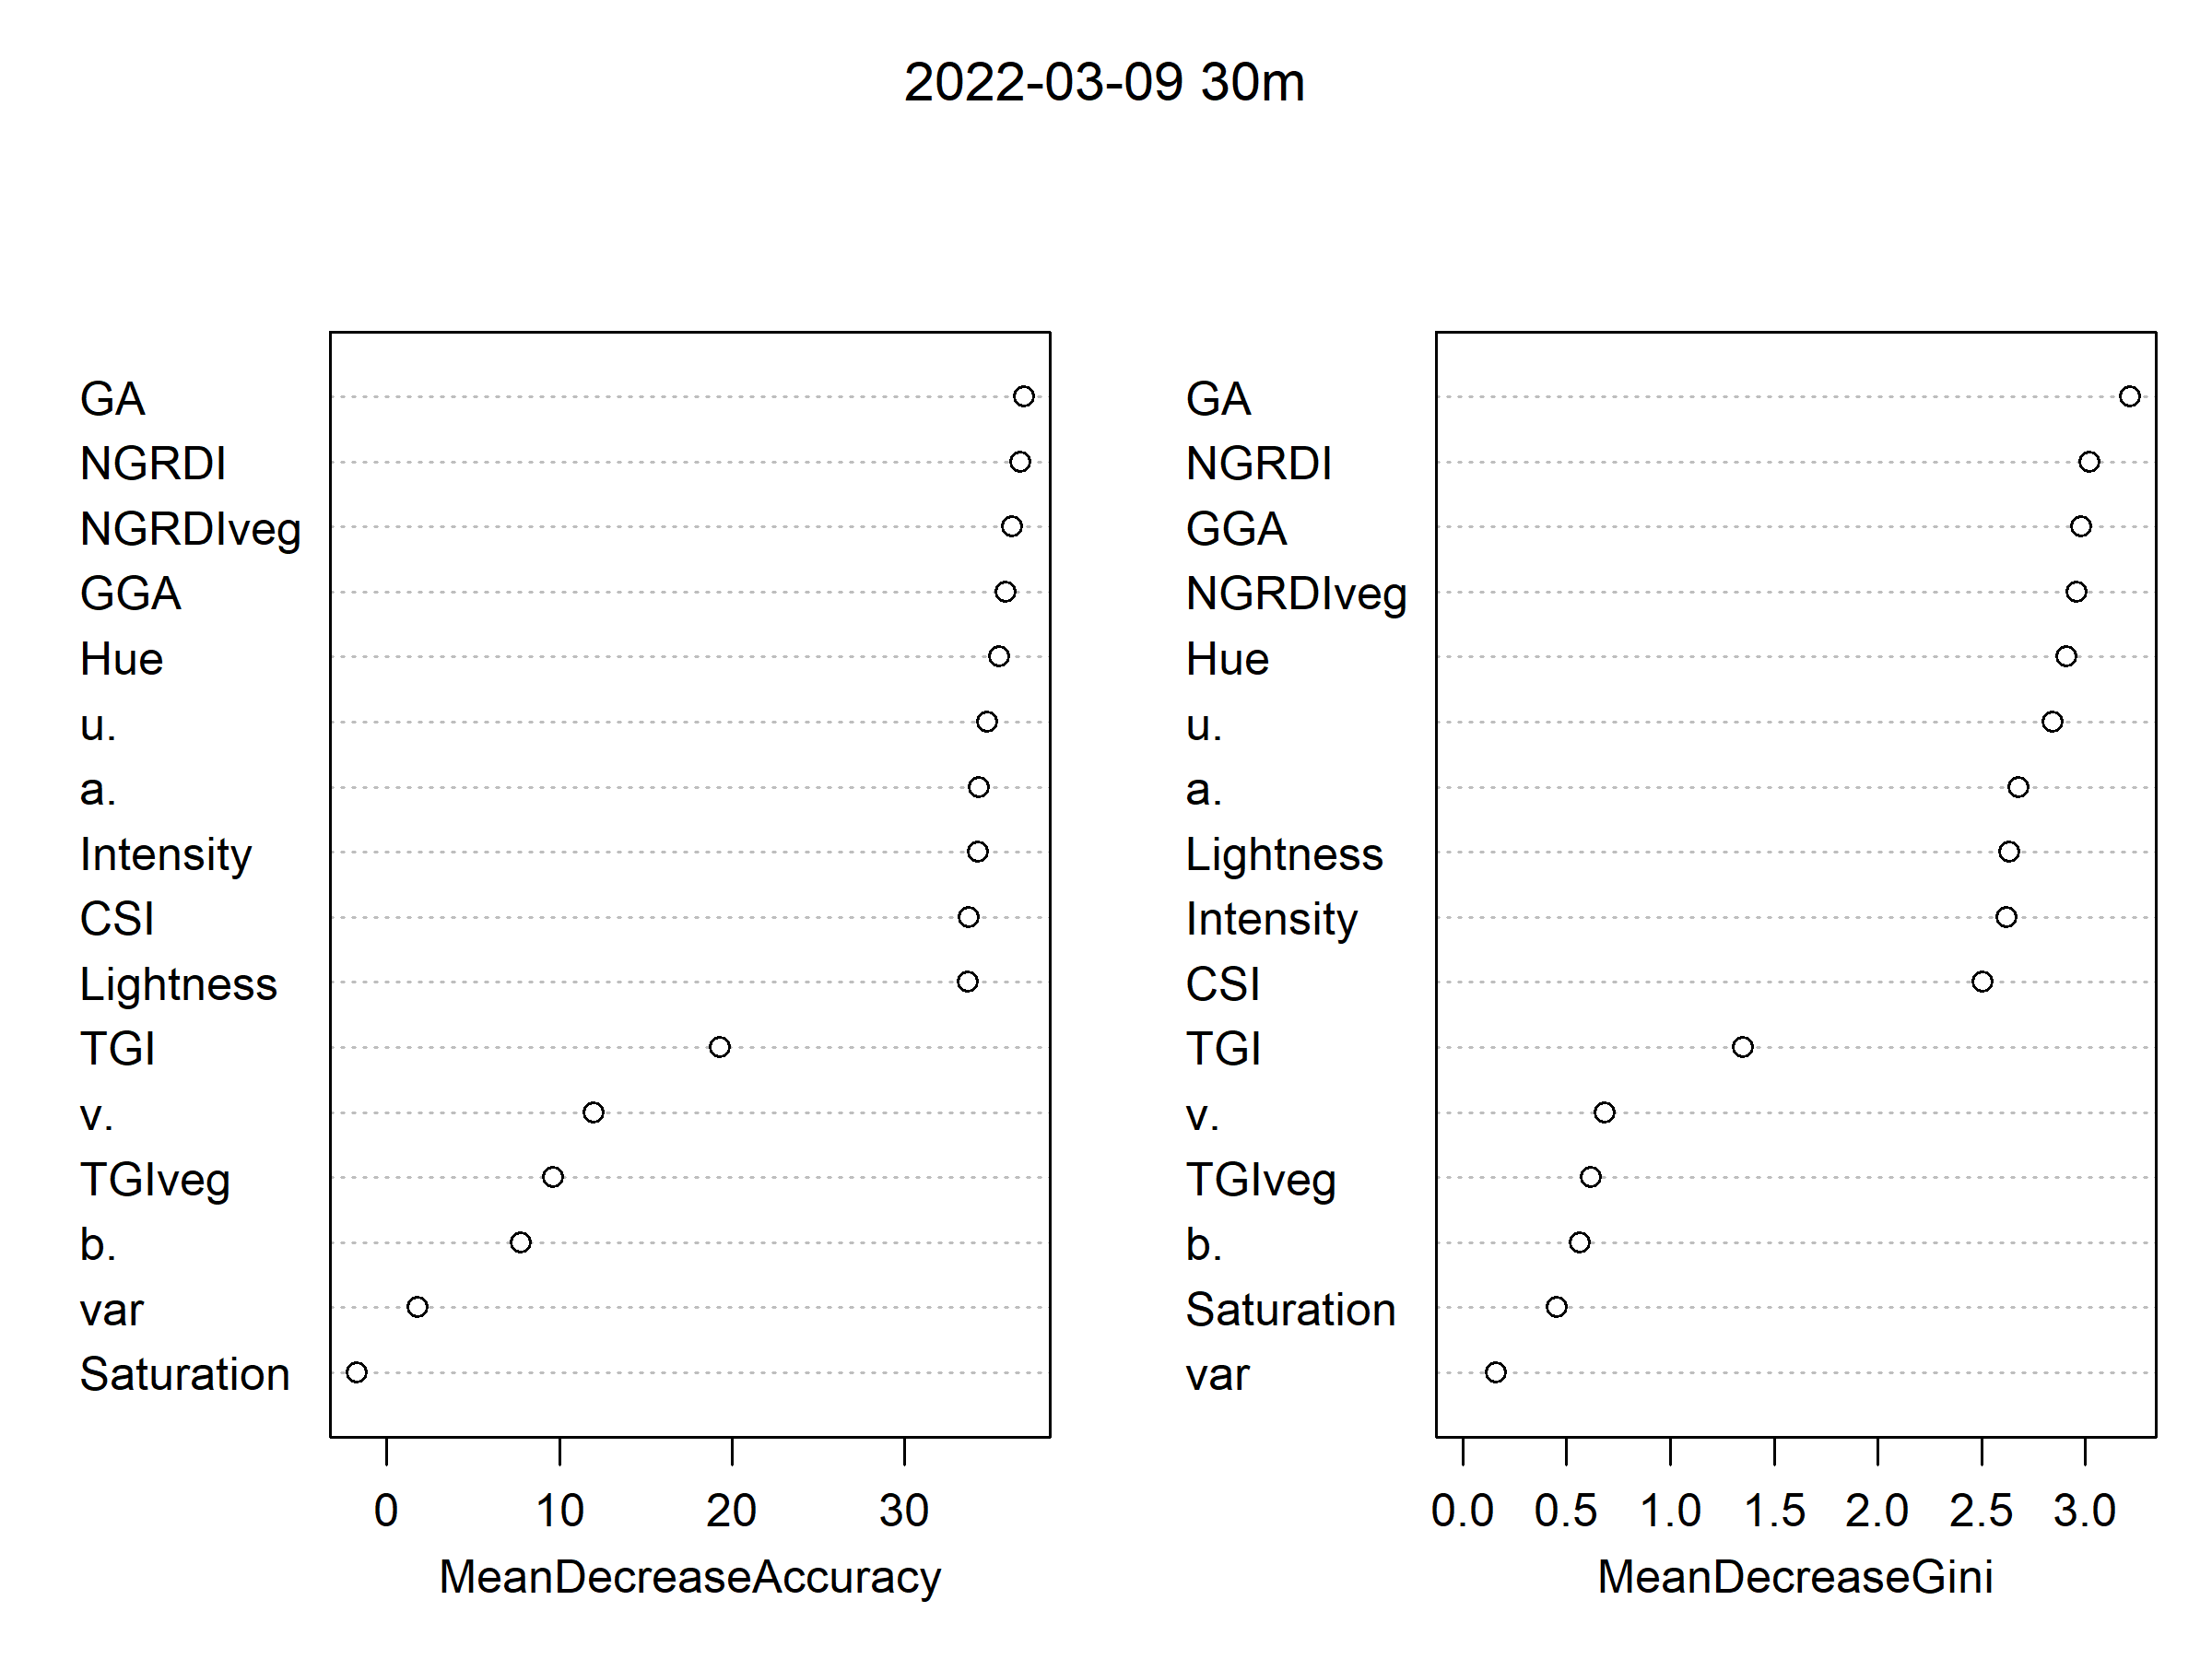 2022-03-09 30m
GA
NGRDI
NGRDIveg
GGA
Hue
u.
a.
Intensity
CSI
Lightness
TGI
v.
TGIveg
b.
var
Saturation
0 10 20 30
MeanDecreaseAccuracy
GA
NGRDI
GGA
NGRDIveg
Hue
u.
a.
Lightness
Intensity
CSI
TGI
v.
TGIveg
b.
Saturation
var
0.0 0.5 1.0 1.5 2.0 2.5 3.0
MeanDecreaseGini